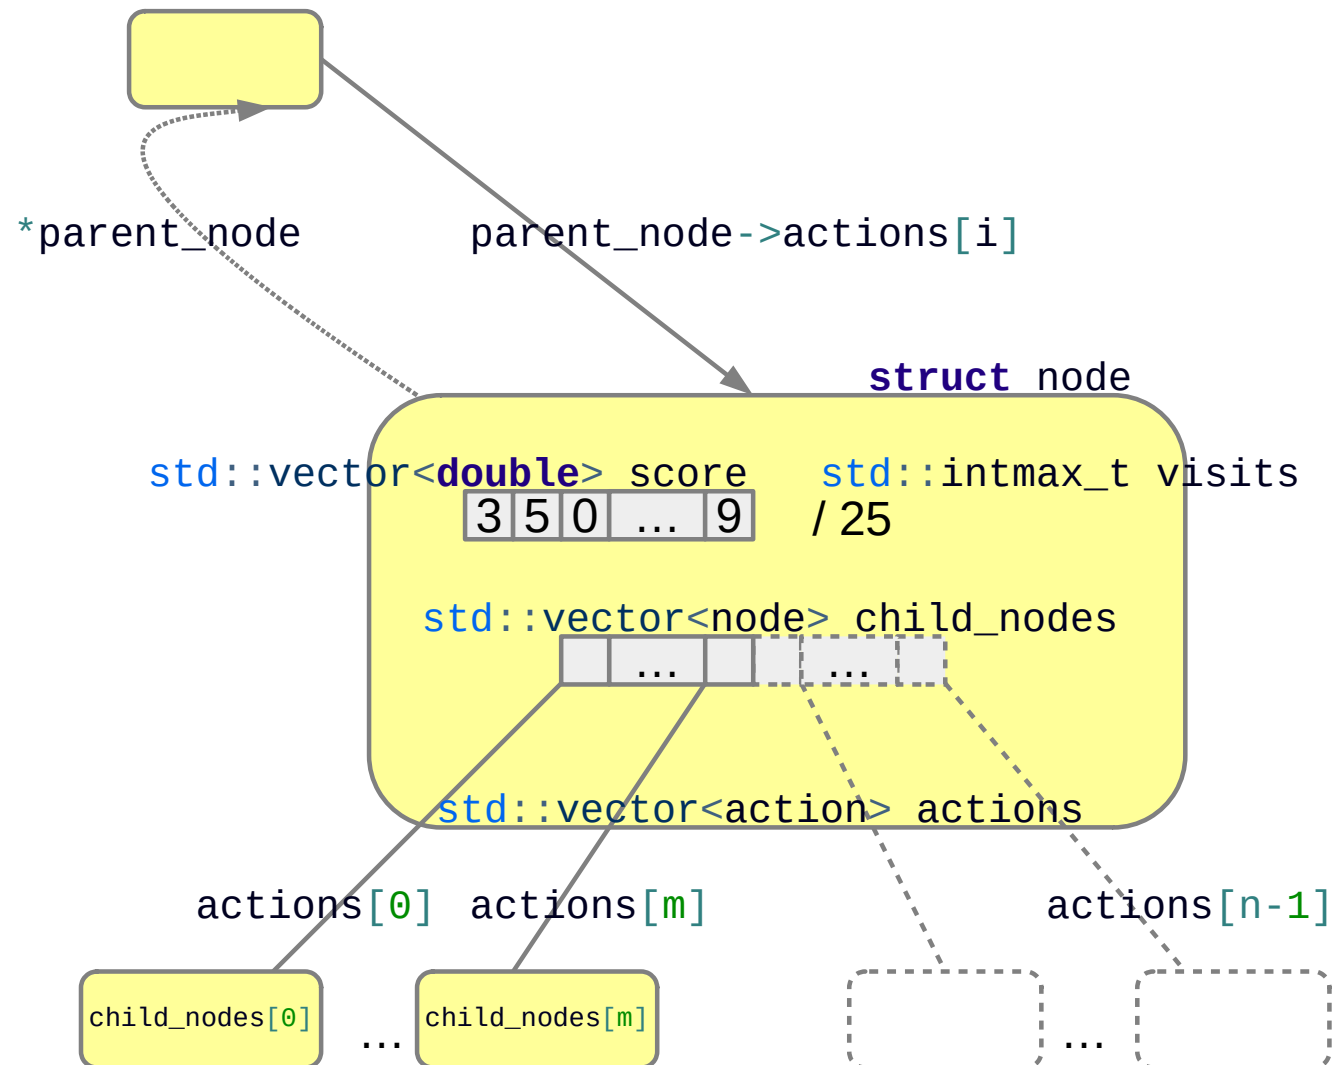 *parent_node parent_node->actions[i]
struct node
std::vector<double> score std::intmax_t visits
3 5 0 ... 9 / 25
std::vector<node> child_nodes
... ...
std::vector<action> actions
actions[0] actions[m] actions[n-1]
child_nodes[0] ... child_nodes[m] ...